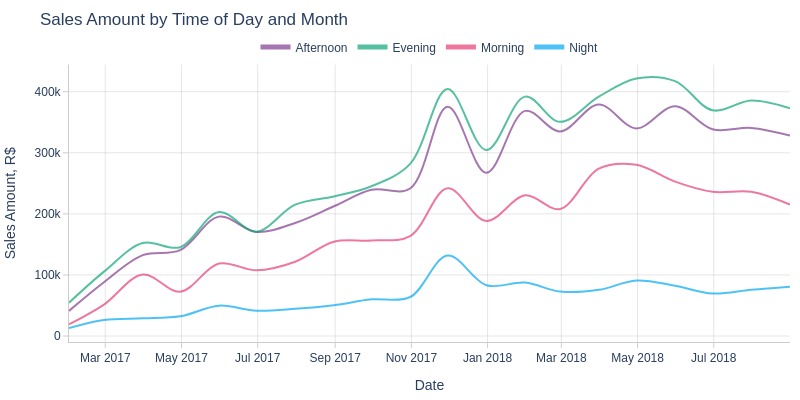 Sales Amount by Time of Day and Month
Afternoon Evening Morning Night
Sales Amount, R$
400k
300k
200k
100k
0
Mar 2017 May 2017 Jul 2017 Sep 2017 Nov 2017 Jan 2018 Mar 2018 May 2018 Jul 2018
Date